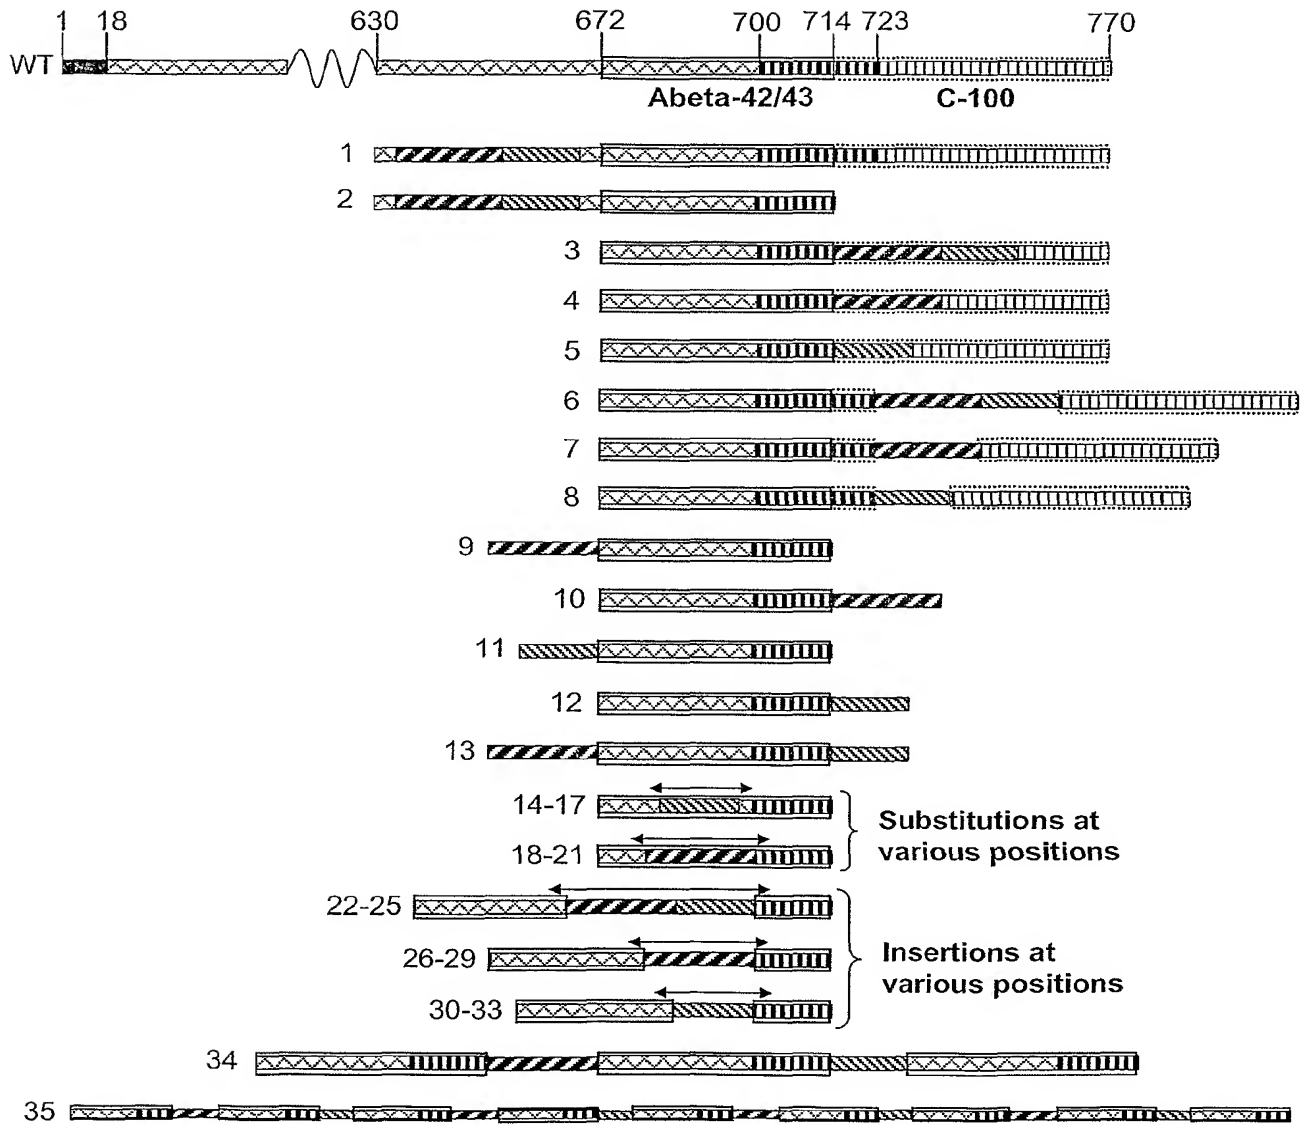 1 18 630 672 700 714 723 770
WT
Abeta-42/43 C-100
1
2
3
4
5
6
7
8
9
10
11
12
13
14-17
18-21
Substitutions at
various positions
22-25
26-29
30-33
Insertions at
various positions
34
35